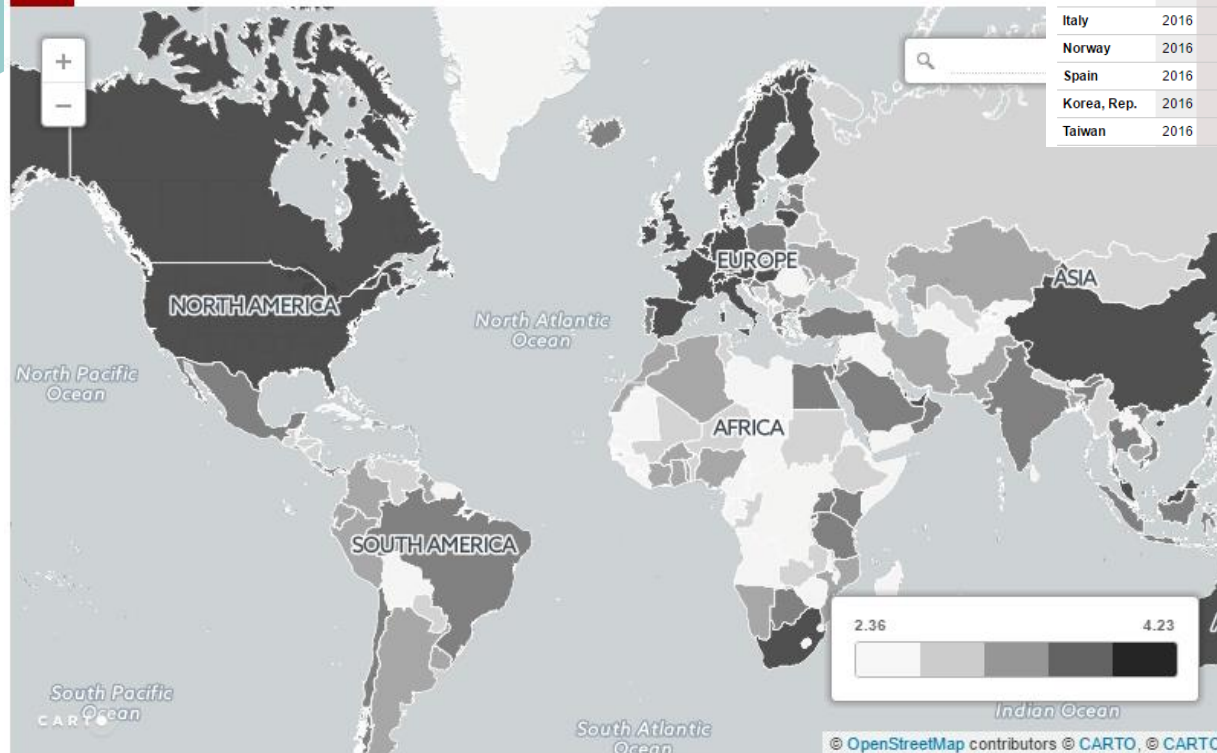 Italy 2016
Norway 2016
Spain 2016
Korea, Rep. 2016
Taiwan 2016
+
−
EUROPE
ASIA
NORTH AMERICA
North Atlantic
Ocean
North Pacific
Ocean
AFRICA
SOUTH AMERICA
2.36 4.23
South Pacific
Ocean
CARTO
Indian Ocean
South Atlantic
Ocean
© OpenStreetMap contributors © CARTO, © CARTO